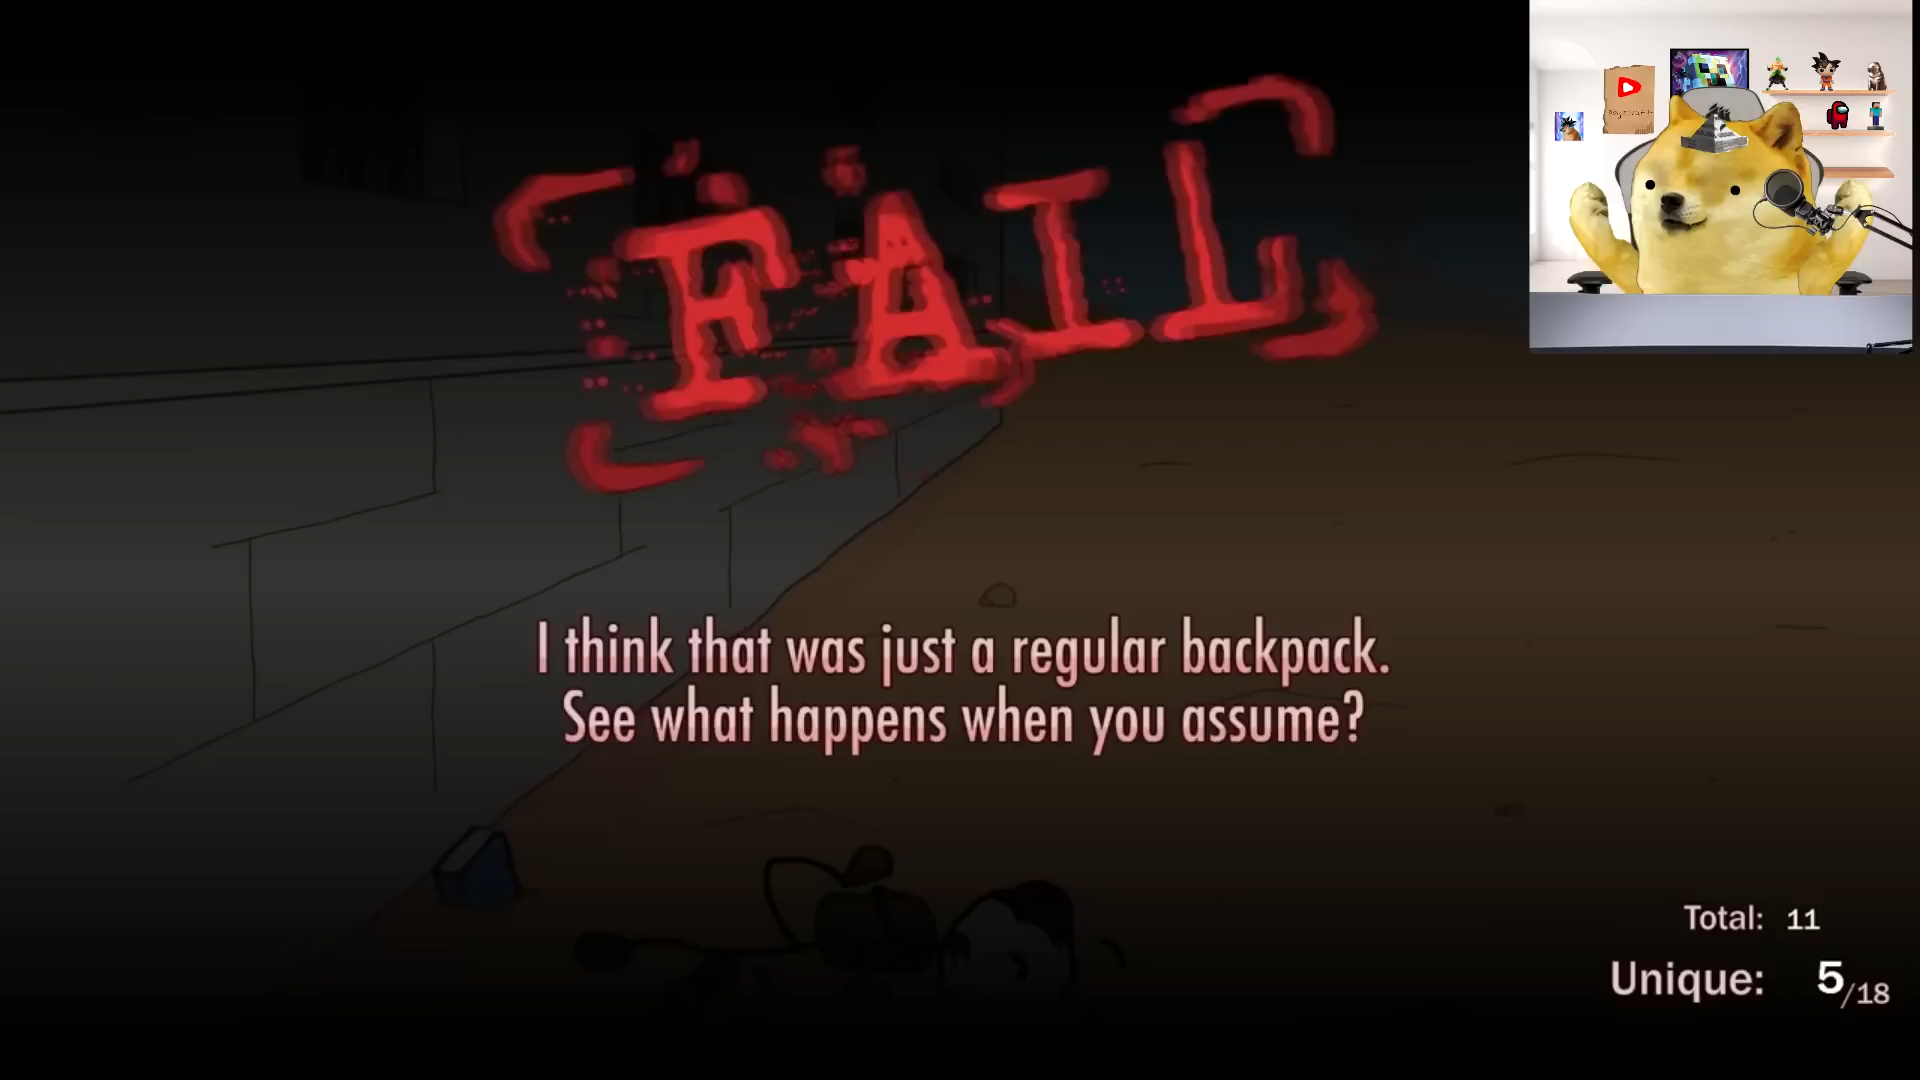 FAIL
I think that was just a regular backpack.
See what happens when you assume?
Total: 11
Unique: 5/18